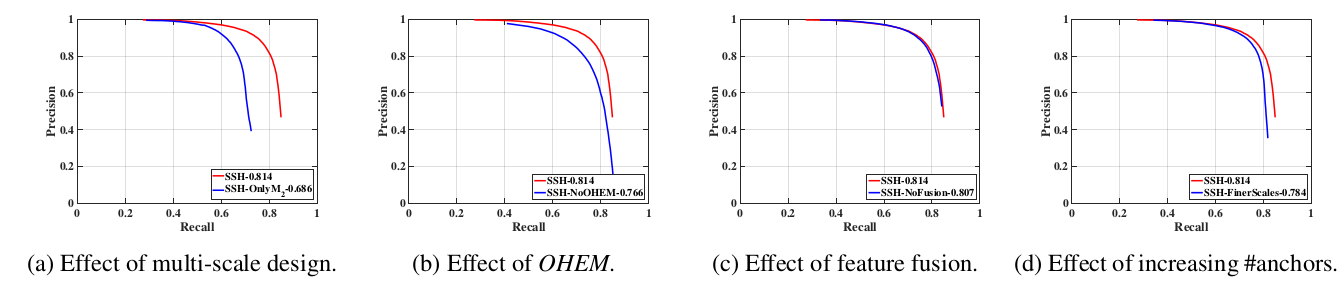 1
0.8
0.6
0.4
0.2
0
0 0.2 0.4 0.6 0.8 1
Precision
Recall
SSH-0.814
SSH-OnlyM2-0.686
(a) Effect of multi-scale design.
1
0.8
0.6
0.4
0.2
0
0 0.2 0.4 0.6 0.8 1
Precision
Recall
SSH-0.814
SSH-NoOHEM-0.766
(b) Effect of OHEM.
1
0.8
0.6
0.4
0.2
0
0 0.2 0.4 0.6 0.8 1
Precision
Recall
SSH-0.814
SSH-NoFusion-0.807
(c) Effect of feature fusion.
1
0.8
0.6
0.4
0.2
0
0 0.2 0.4 0.6 0.8 1
Precision
Recall
SSH-0.814
SSH-FinerScales-0.784
(d) Effect of increasing #anchors.